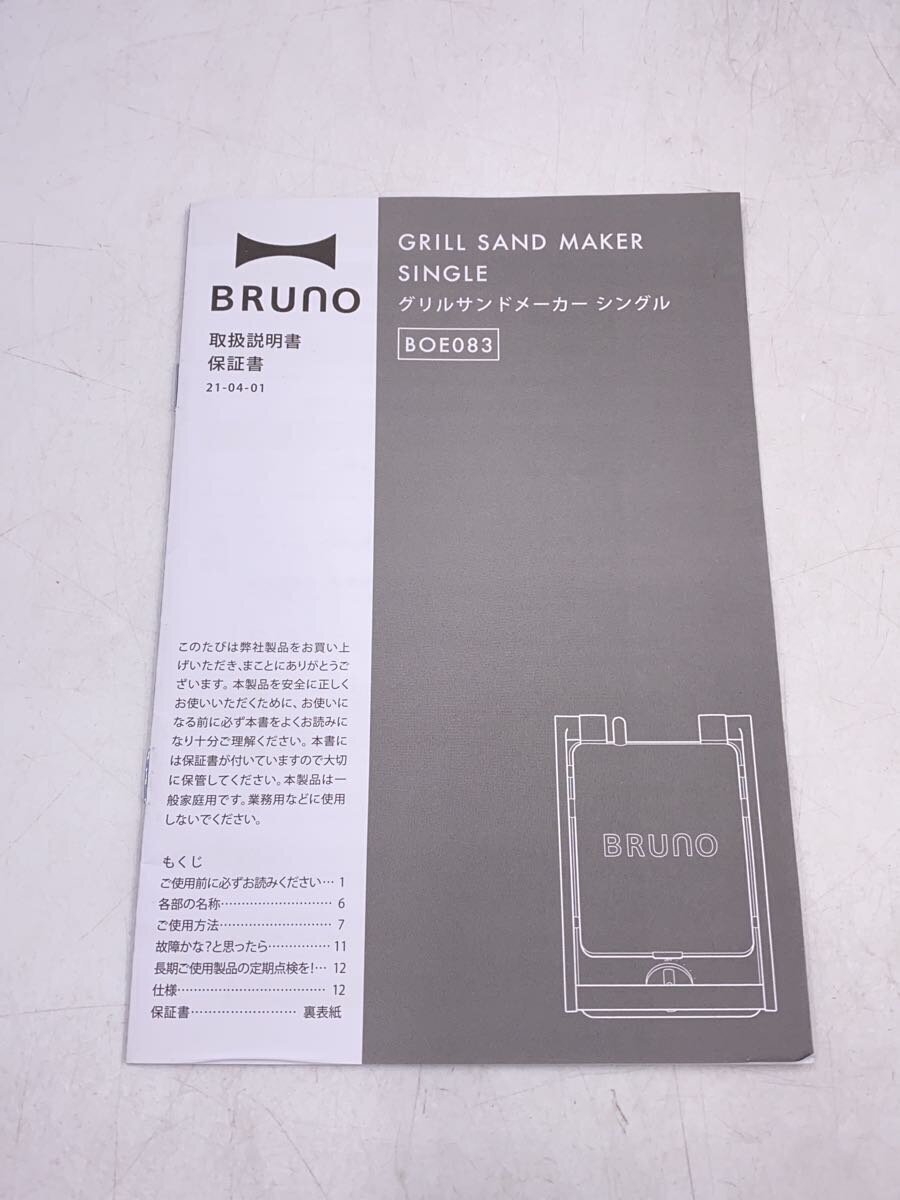 BRUNO
取扱説明書
保証書
21-04-01
GRILL SAND MAKER
SINGLE
グリルサンドメーカー シングル
BOE083
このたびは弊社製品をお買い上
げいただき、まことにありがとうご
ざいます。本製品を安全に正しく
お使いいただくために、お使いに
なる前に必ず本書をよくお読みに
なり十分ご理解ください。本書に
は保証書が付いていますので大切
に保管してください。本製品は一
般家庭用です。業務用などに使用
しないでください。
もくじ
ご使用前に必ずお読みください… 1
各部の名称……………………… 6
ご使用方法……………………… 7
故障かな?と思ったら…………… 11
長期ご使用製品の定期点検を!… 12
仕様……………………………… 12
保証書…………………… 裏表紙
BRUNO